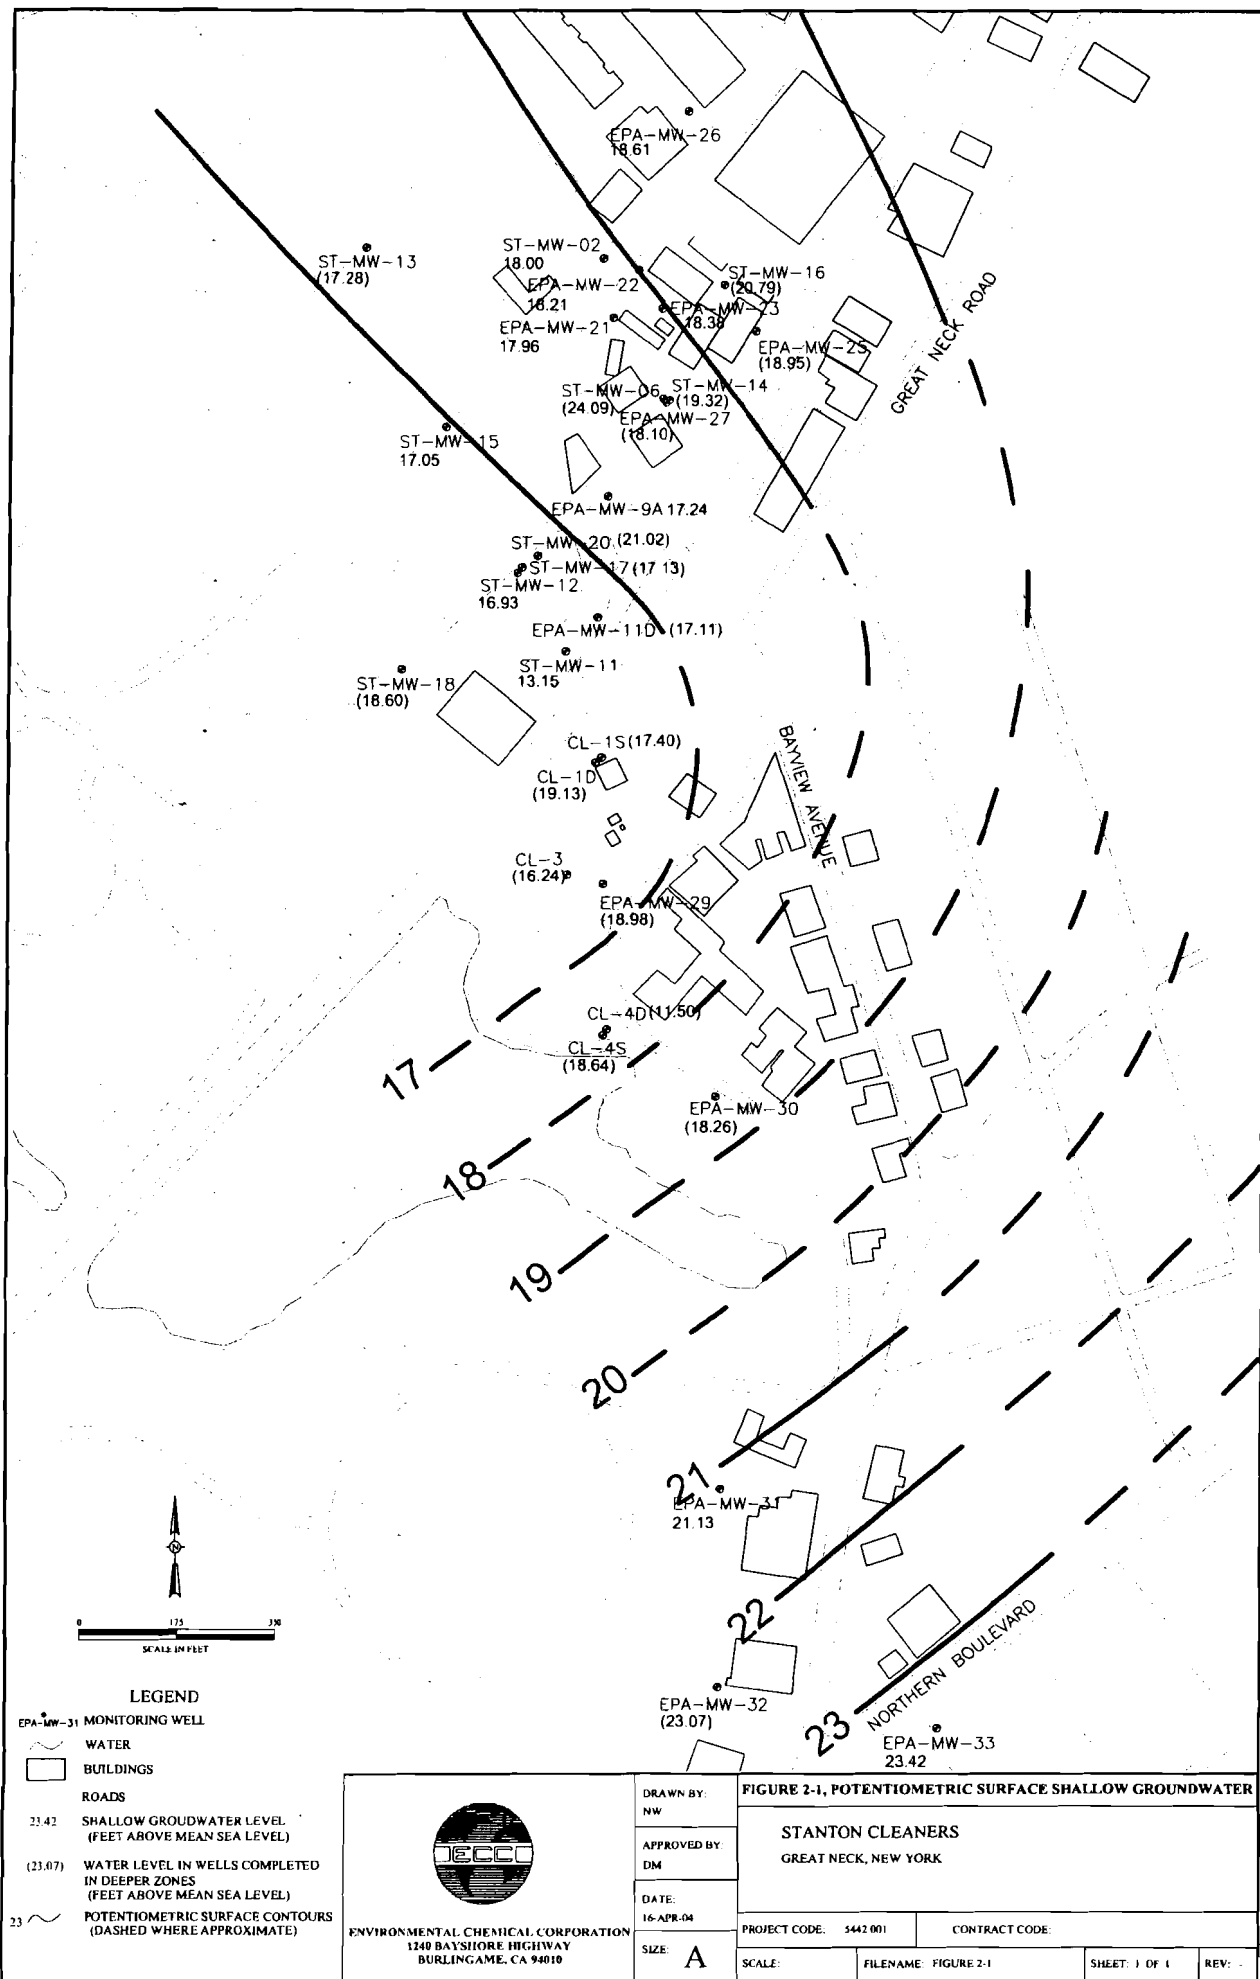 EPA-MW-26
18.61
ST-MW-13
(17.28)
ST-MW-02
18.00
EPA-MW-22
18.21
ST-MW-16
(20.79)
EPA-MW-23
18.38
EPA-MW-21
17.96
EPA-MW-25
(18.95)
GREAT NECK ROAD
ST-MW-06
(24.09)
ST-MW-14
(19.32)
EPA-MW-27
(18.10)
ST-MW-15
17.05
EPA-MW-9A 17.24
ST-MW-20 (21.02)
ST-MW-17 (17 13)
ST-MW-12
16.93
EPA-MW-11D (17.11)
ST-MW-11
13.15
ST-MW-18
(18.60)
CL-1S(17.40)
CL-1D
(19.13)
BAYVIEW AVENUE
CL-3
(16.24)
EPA-MW-29
(18.98)
CL-4D(11.50)
CL-4S
(18.64)
17
EPA-MW-30
(18.26)
18
19
20
21
EPA-MW-31
21.13
22
EPA-MW-32
(23.07)
23
NORTHERN BOULEVARD
EPA-MW-33
23.42
N
0 175 350
SCALE IN FEET
LEGEND
EPA-MW-31 MONITORING WELL
WATER
BUILDINGS
ROADS
23.42 SHALLOW GROUDWATER LEVEL
(FEET ABOVE MEAN SEA LEVEL)
(23.07) WATER LEVEL IN WELLS COMPLETED
IN DEEPER ZONES
(FEET ABOVE MEAN SEA LEVEL)
23 POTENTIOMETRIC SURFACE CONTOURS
(DASHED WHERE APPROXIMATE)
ECC
ENVIRONMENTAL CHEMICAL CORPORATION
1240 BAYSHORE HIGHWAY
BURLINGAME, CA 94010
DRAWN BY:
NW
APPROVED BY:
DM
DATE:
16-APR-04
SIZE: A
FIGURE 2-1, POTENTIOMETRIC SURFACE SHALLOW GROUNDWATER
STANTON CLEANERS
GREAT NECK, NEW YORK
PROJECT CODE: 5442 001 CONTRACT CODE:
SCALE: FILENAME: FIGURE 2-1 SHEET: 1 OF 1 REV: -